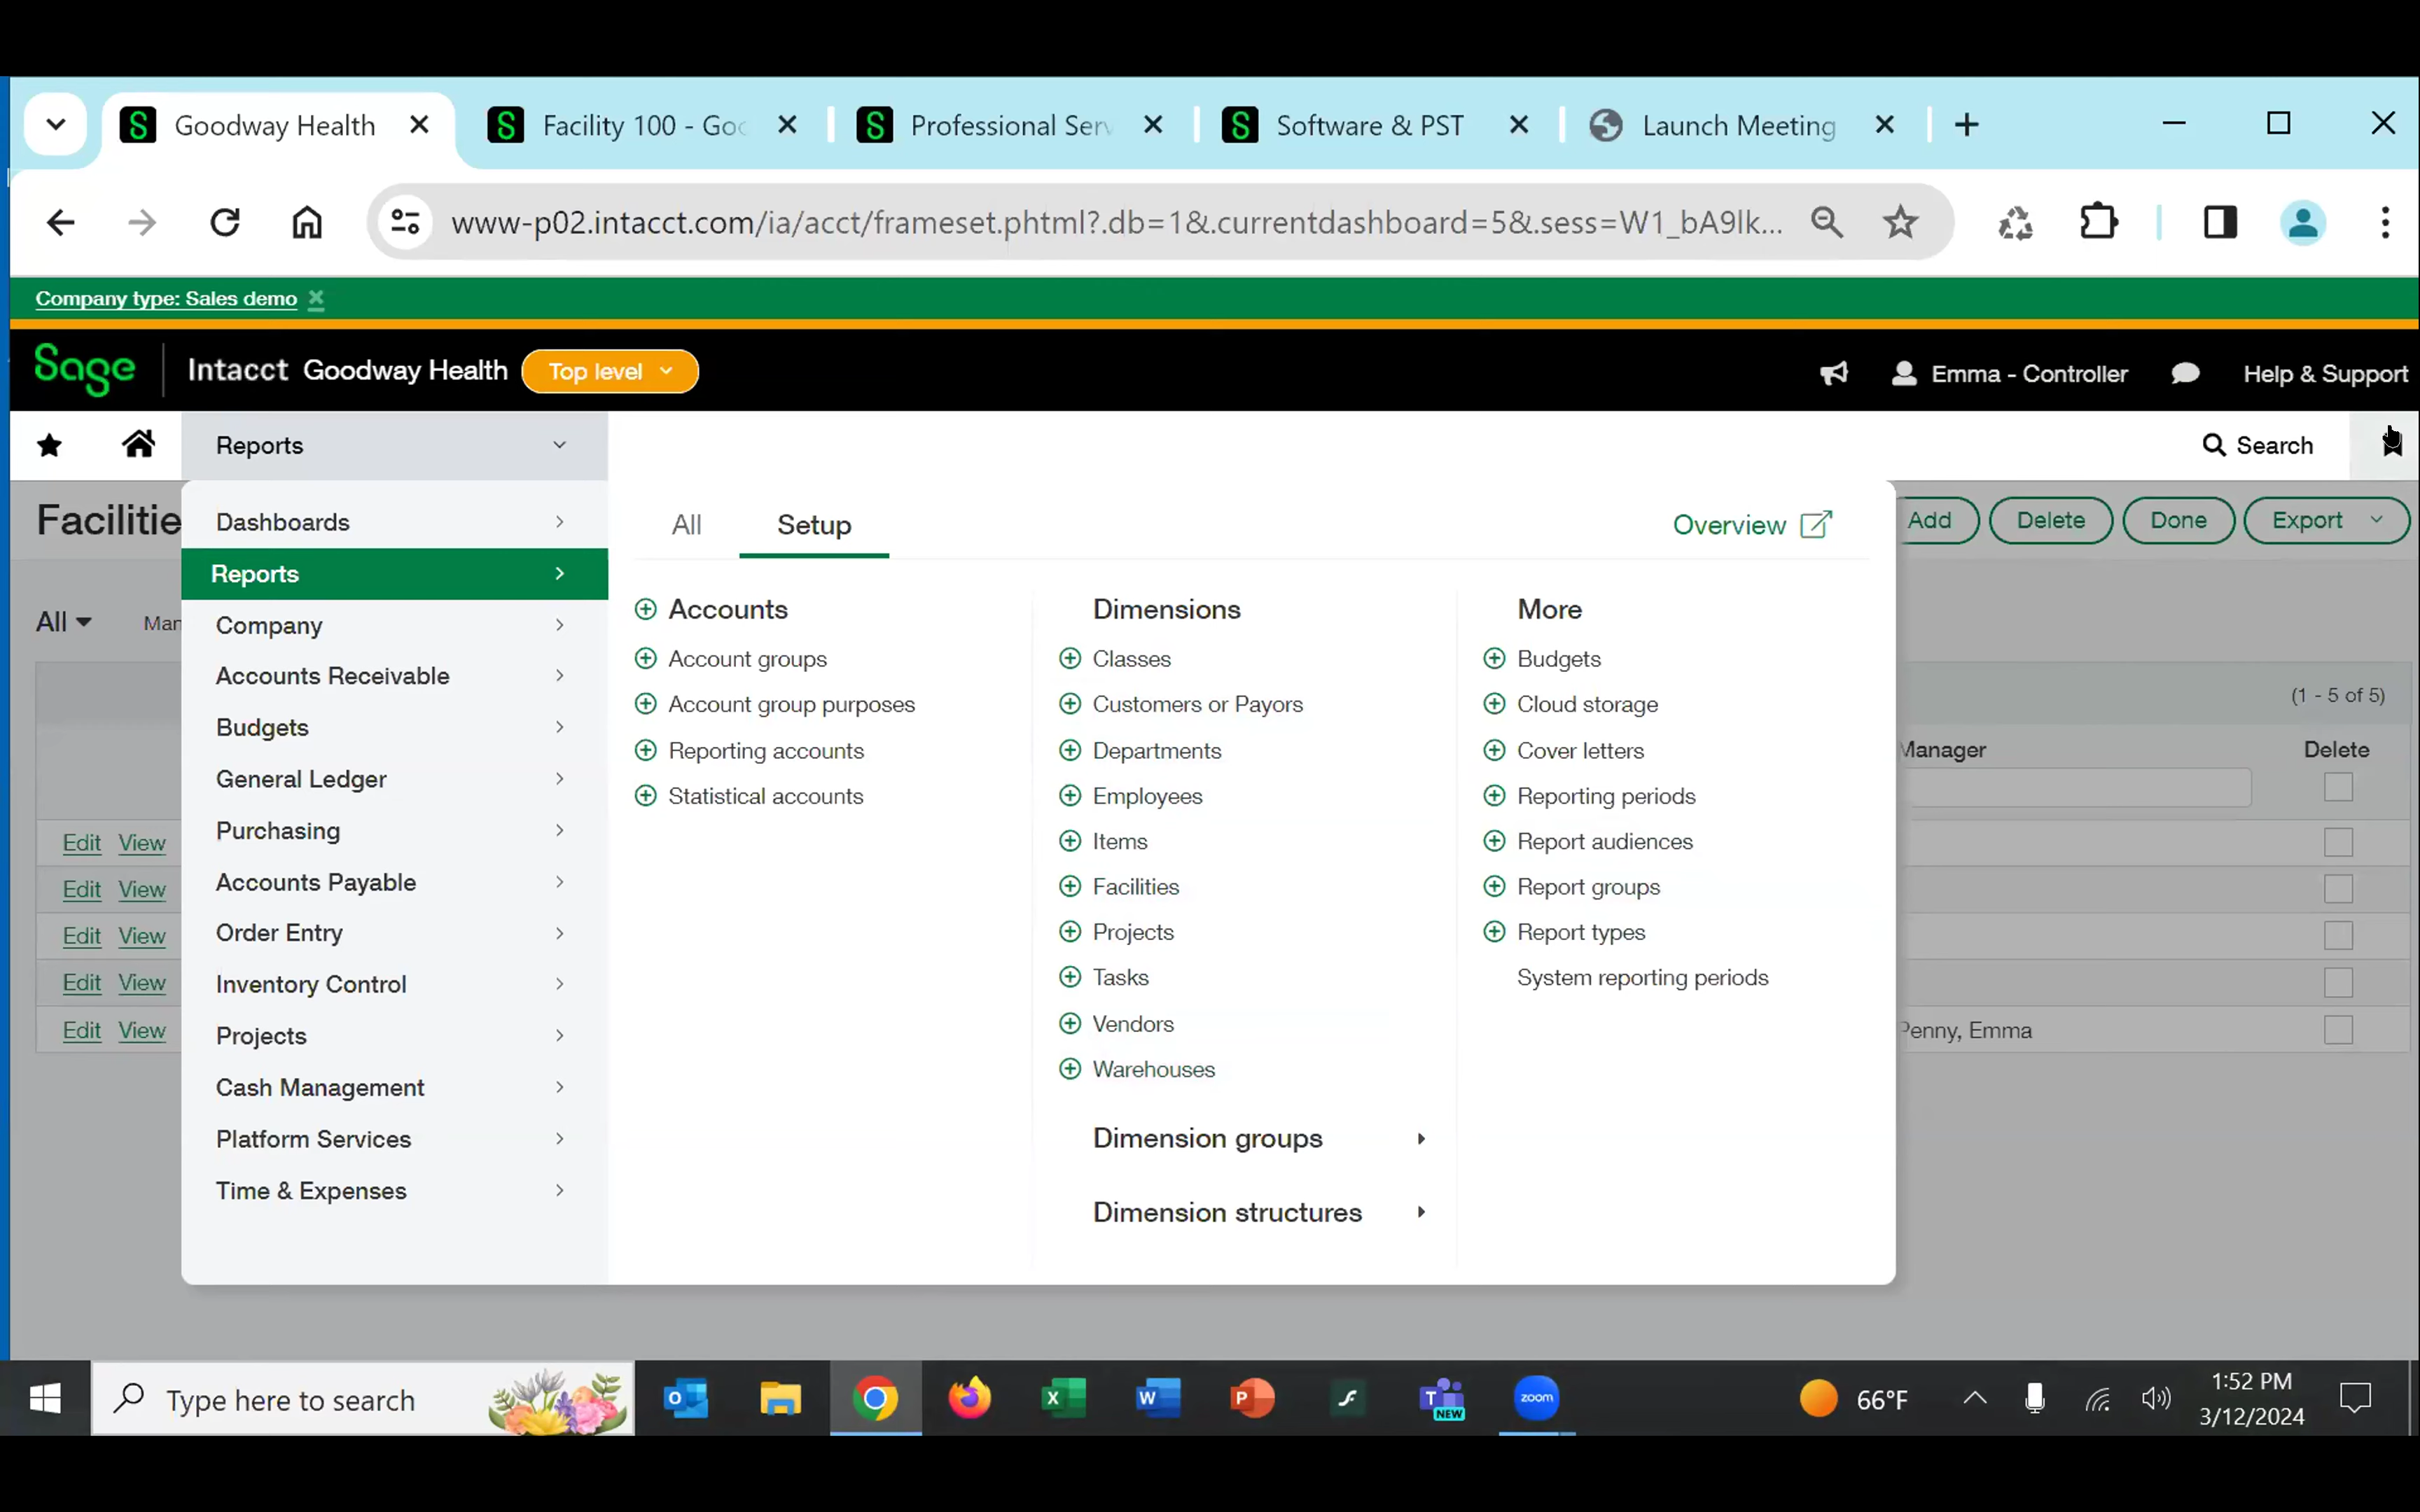 Goodway Health
Facility 100 - Goo
Professional Serv
Software & PST
Launch Meeting
www-p02.intacct.com/ia/acct/frameset.phtml?.db=1&.currentdashboard=5&.sess=W1_bA9lk...
Company type: Sales demo
Sage Intacct Goodway Health Top level
Emma - Controller
Help & Support
Reports
Search
Facilitie
Add
Delete
Done
Export
Dashboards
Reports
Company
Accounts Receivable
Budgets
General Ledger
Purchasing
Accounts Payable
Order Entry
Inventory Control
Projects
Cash Management
Platform Services
Time & Expenses
All
Setup
Overview
Accounts
Account groups
Account group purposes
Reporting accounts
Statistical accounts
Dimensions
Classes
Customers or Payors
Departments
Employees
Items
Facilities
Projects
Tasks
Vendors
Warehouses
Dimension groups
Dimension structures
More
Budgets
Cloud storage
Cover letters
Reporting periods
Report audiences
Report groups
Report types
System reporting periods
All
Man
(1 - 5 of 5)
Manager
Delete
Edit View
Edit View
Edit View
Edit View
Edit View
Penny, Emma
Type here to search
NEW
zoom
66°F
1:52 PM
3/12/2024